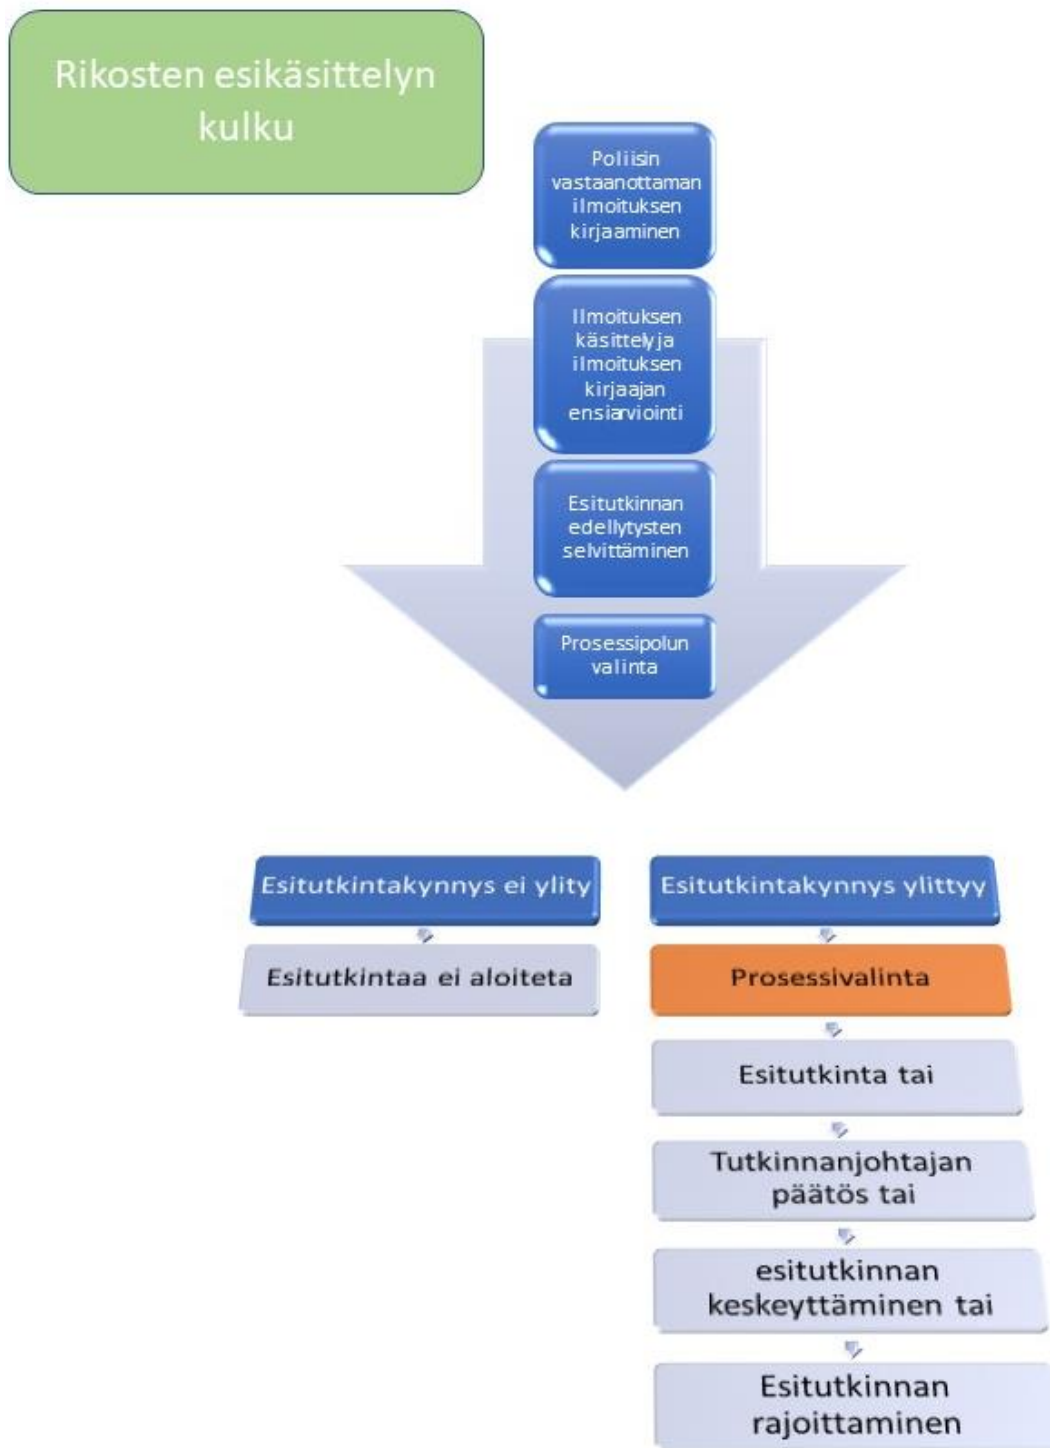 Rikosten esikäsittelyn
kulku
Poliisin
vastaanottaman
ilmoituksen
kirjaaminen
Ilmoituksen
käsittely ja
ilmoituksen
kirjaajan
ensiarviointi
Esitutkinnan
edellytysten
selvittäminen
Prosessipolun
valinta
Esitutkintakynnys ei ylity
Esitutkintaa ei aloiteta
Esitutkintakynnys ylittyy
Prosessivalinta
Esitutkinta tai
Tutkinnanjohtajan
päätös tai
esitutkinnan
keskeyttäminen tai
Esitutkinnan
rajoittaminen